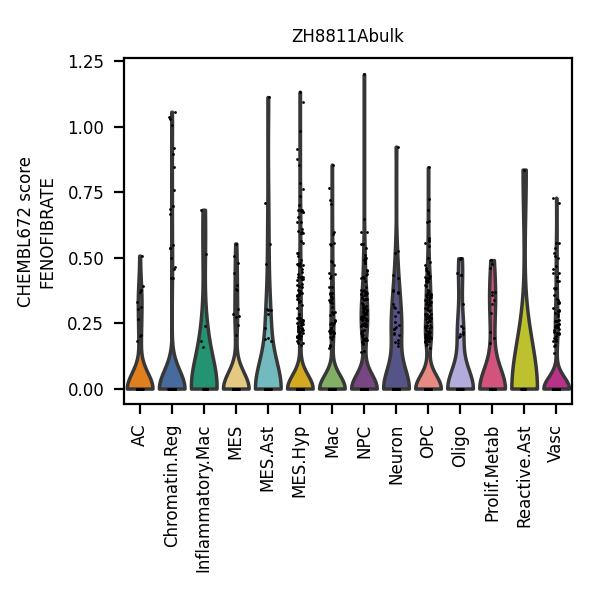 ZH8811Abulk
CHEMBL672 score
FENOFIBRATE
1.25
1.00
0.75
0.50
0.25
0.00
AC
Chromatin.Reg
Inflammatory.Mac
MES
MES.Ast
MES.Hyp
Mac
NPC
Neuron
OPC
Oligo
Prolif.Metab
Reactive.Ast
Vasc